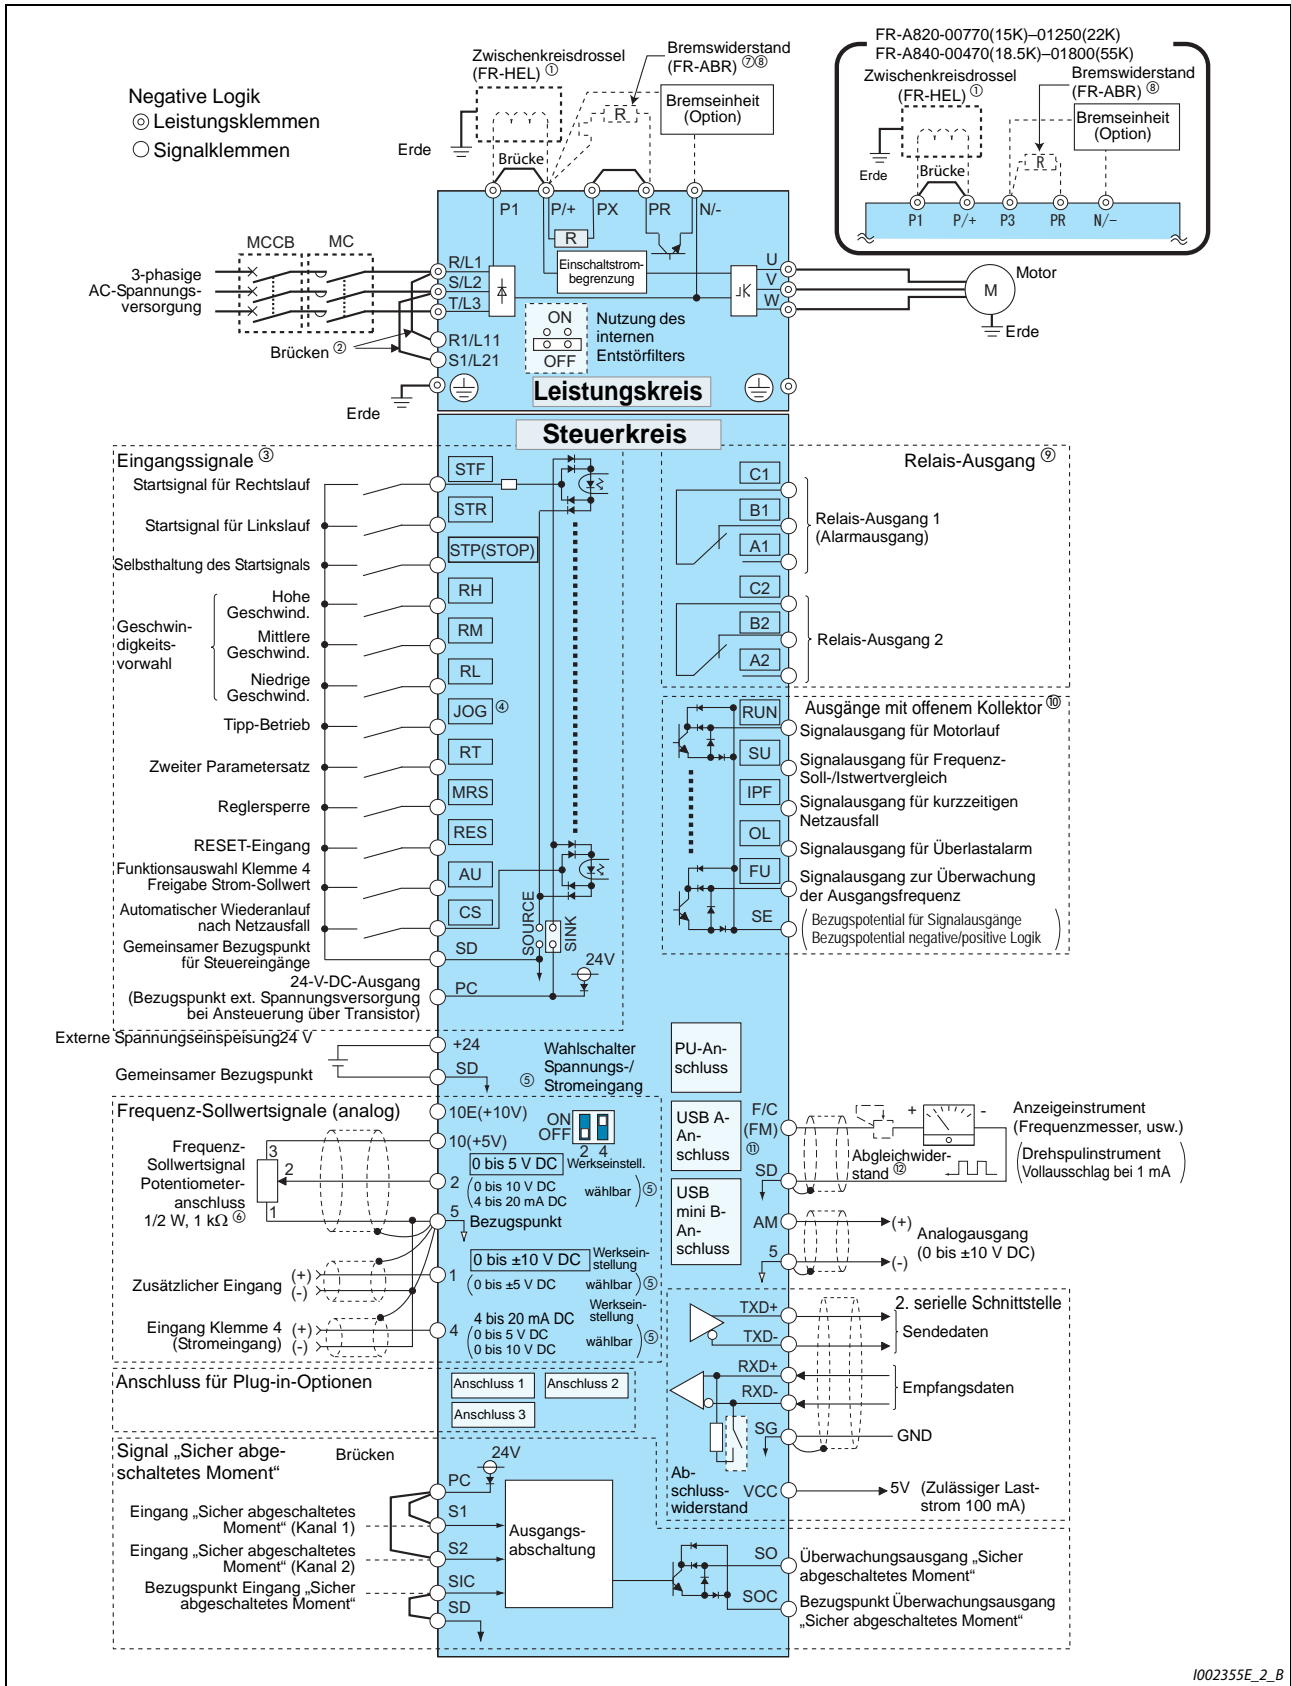 FR-A820-00770(15K)–01250(22K)
FR-A840-00470(18.5K)–01800(55K)
Zwischenkreisdrossel
(FR-HEL) ①
Bremswiderstand
(FR-ABR) ⑧
Bremseinheit
(Option)
R
Erde
Brücke
P1
P/+
P3
PR
N/-
Negative Logik
Leistungsklemmen
Signalklemmen
Zwischenkreisdrossel
(FR-HEL) ①
Bremswiderstand
(FR-ABR) ⑦⑧
Bremseinheit
(Option)
R
Erde
Brücke
P1
P/+
PX
PR
N/-
R
MCCB
MC
3-phasige
AC-Spannungs-
versorgung
R/L1
S/L2
T/L3
R1/L11
S1/L21
Brücken ②
Erde
Einschaltstrom-
begrenzung
ON
OFF
Nutzung des
internen
Entstörfilters
U
V
W
Motor
M
Erde
Leistungskreis
Steuerkreis
Eingangssignale ③
Startsignal für Rechtslauf
STF
Startsignal für Linkslauf
STR
Selbsthaltung des Startsignals
STP(STOP)
Geschwin-
digkeits-
vorwahl
Hohe
Geschwind.
RH
Mittlere
Geschwind.
RM
Niedrige
Geschwind.
RL
Tipp-Betrieb
JOG ④
Zweiter Parametersatz
RT
Reglersperre
MRS
RESET-Eingang
RES
Funktionsauswahl Klemme 4
Freigabe Strom-Sollwert
AU
Automatischer Wiederanlauf
nach Netzausfall
CS
Gemeinsamer Bezugspunkt
für Steuereingänge
SD
24-V-DC-Ausgang
(Bezugspunkt ext. Spannungsversorgung
bei Ansteuerung über Transistor)
PC
SOURCE
SINK
24V
Relais-Ausgang ⑨
C1
B1
A1
Relais-Ausgang 1
(Alarmausgang)
C2
B2
A2
Relais-Ausgang 2
Ausgänge mit offenem Kollektor ⑩
RUN
Signalausgang für Motorlauf
SU
Signalausgang für Frequenz-
Soll-/Istwertvergleich
IPF
Signalausgang für kurzzeitigen
Netzausfall
OL
Signalausgang für Überlastalarm
FU
Signalausgang zur Überwachung
der Ausgangsfrequenz
SE
(Bezugspotential für Signalausgänge
Bezugspotential negative/positive Logik)
Externe Spannungseinspeisung24 V
+24
Gemeinsamer Bezugspunkt
SD
⑤
Wahlschalter
Spannungs-/
Stromeingang
PU-An-
schluss
USB A-
An-
schluss
USB
mini B-
An-
schluss
Frequenz-Sollwertsignale (analog)
10E(+10V)
ON
OFF
2 4
10(+5V)
Frequenz-
Sollwertsignal
Potentiometer-
anschluss
1/2 W, 1 kΩ ⑥
3
2
1
0 bis 5 V DC Werkseinstell.
2
(0 bis 10 V DC
4 bis 20 mA DC wählbar) ⑤
5
Bezugspunkt
Zusätzlicher Eingang
(+)
(-)
1
0 bis ±10 V DC
Werksein-
stellung
(0 bis ±5 V DC wählbar) ⑤
Eingang Klemme 4
(Stromeingang)
(+)
(-)
4
4 bis 20 mA DC
Werksein-
stellung
(0 bis 5 V DC
0 bis 10 V DC wählbar) ⑤
F/C
(FM)
⑪
SD
+
-
Abgleichwider-
stand ⑫
Anzeigeinstrument
(Frequenzmesser, usw.)
(Drehspulinstrument
Vollausschlag bei 1 mA)
AM
5
(+)
(-)
Analogausgang
(0 bis ±10 V DC)
Anschluss für Plug-in-Optionen
Anschluss 1
Anschluss 2
Anschluss 3
2. serielle Schnittstelle
TXD+
TXD-
Sendedaten
RXD+
RXD-
Empfangsdaten
SG
GND
Ab-
schluss-
widerstand
VCC
5V
(Zulässiger Last-
strom 100 mA)
Signal „Sicher abge-
schaltetes Moment“
Brücken
24V
PC
Eingang „Sicher abgeschaltetes
Moment“ (Kanal 1)
S1
Eingang „Sicher abgeschaltetes
Moment“ (Kanal 2)
S2
Bezugspunkt Eingang „Sicher
abgeschaltetes Moment“
SIC
SD
Ausgangs-
abschaltung
SO
Überwachungsausgang „Sicher
abgeschaltetes Moment“
SOC
Bezugspunkt Überwachungsausgang
„Sicher abgeschaltetes Moment“
I002355E_2_B